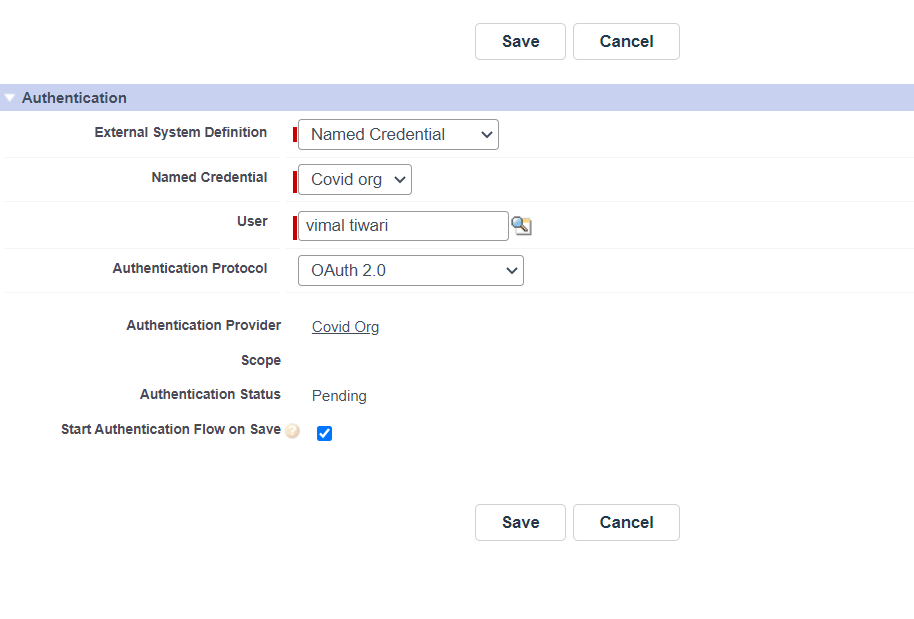 Save Cancel
Authentication
External System Definition Named Credential
Named Credential Covid org
User vimal tiwari
Authentication Protocol OAuth 2.0
Authentication Provider Covid Org
Scope
Authentication Status Pending
Start Authentication Flow on Save ?
Save Cancel